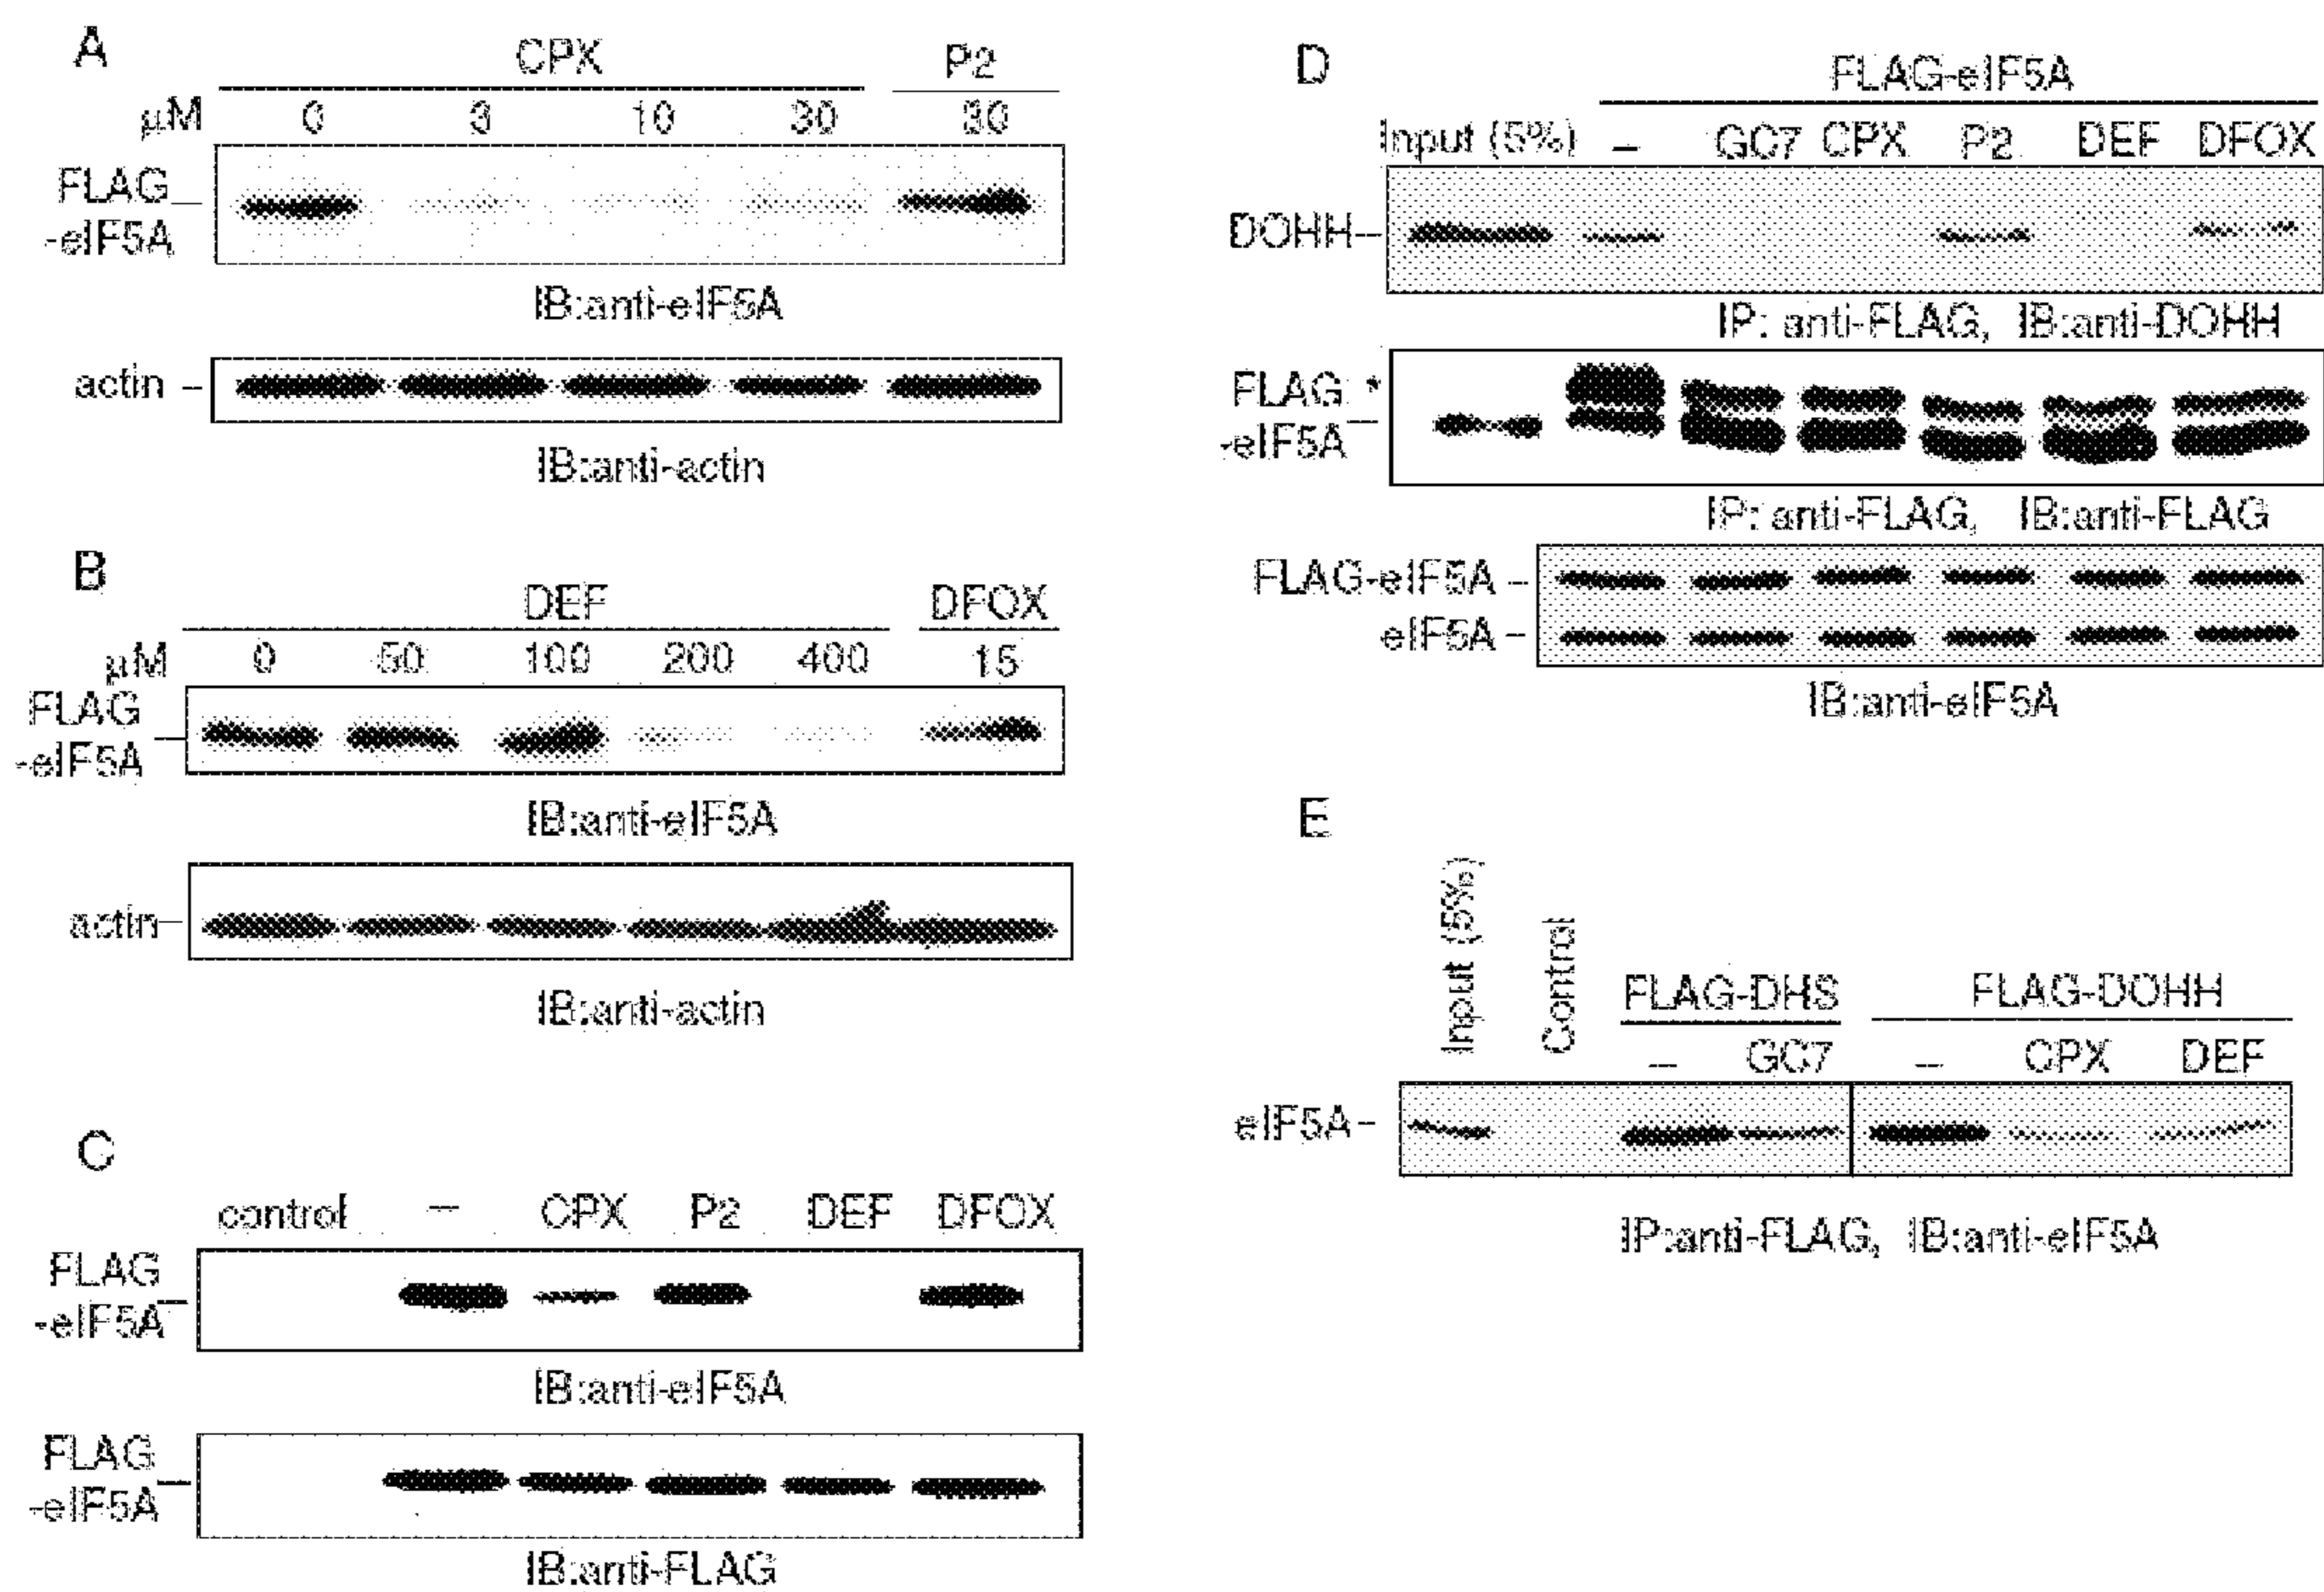 A
CPX P2
μM 0 3 10 30 30
FLAG
-eIF5A
IB:anti-eIF5A
actin
IB:anti-actin
B
DEF DFOX
μM 0 50 100 200 400 15
FLAG
-eIF5A
IB:anti-eIF5A
actin
IB:anti-actin
C
control – CPX P2 DEF DFOX
FLAG
-eIF5A
IB:anti-eIF5A
FLAG
-eIF5A
IB:anti-FLAG
D
FLAG-eIF5A
Input (5%) – GC7 CPX P2 DEF DFOX
DOHH
IP: anti-FLAG, IB:anti-DOHH
FLAG *
-eIF5A
IP: anti-FLAG, IB:anti-FLAG
FLAG-eIF5A
eIF5A
IB:anti-eIF5A
E
Input (5%)
Control
FLAG-DHS FLAG-DOHH
– GC7 – CPX DEF
eIF5A
IP:anti-FLAG, IB:anti-eIF5A